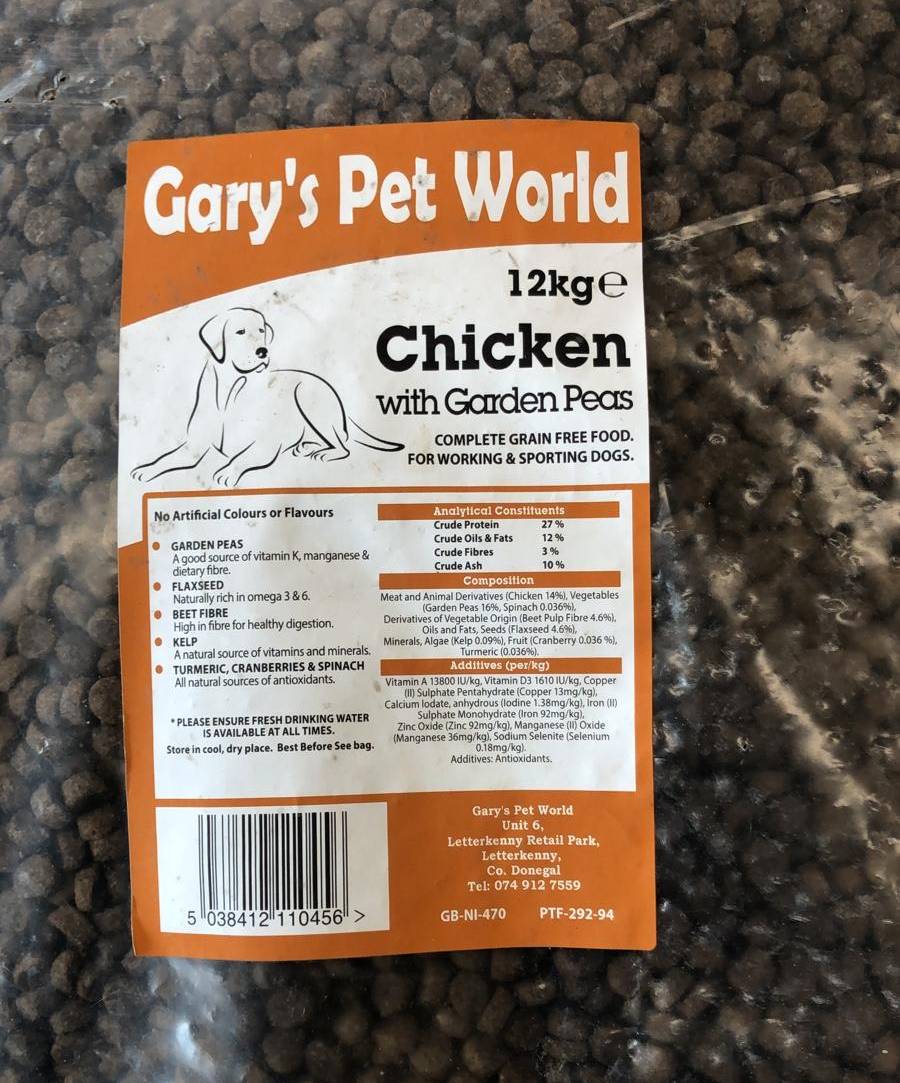 Gary's Pet World
12kg℮
Chicken
with Garden Peas
COMPLETE GRAIN FREE FOOD.
FOR WORKING & SPORTING DOGS.
No Artificial Colours or Flavours
• GARDEN PEAS
A good source of vitamin K, manganese &
dietary fibre.
• FLAXSEED
Naturally rich in omega 3 & 6.
• BEET FIBRE
High in fibre for healthy digestion.
• KELP
A natural source of vitamins and minerals.
• TURMERIC, CRANBERRIES & SPINACH
All natural sources of antioxidants.
* PLEASE ENSURE FRESH DRINKING WATER
IS AVAILABLE AT ALL TIMES.
Store in cool, dry place. Best Before See bag.
Analytical Constituents
Crude Protein 27 %
Crude Oils & Fats 12 %
Crude Fibres 3 %
Crude Ash 10 %
Composition
Meat and Animal Derivatives (Chicken 14%), Vegetables
(Garden Peas 16%, Spinach 0.036%),
Derivatives of Vegetable Origin (Beet Pulp Fibre 4.6%),
Oils and Fats, Seeds (Flaxseed 4.6%),
Minerals, Algae (Kelp 0.09%), Fruit (Cranberry 0.036 %),
Turmeric (0.036%).
Additives (per/kg)
Vitamin A 13800 IU/kg, Vitamin D3 1610 IU/kg, Copper
(II) Sulphate Pentahydrate (Copper 13mg/kg),
Calcium Iodate, anhydrous (Iodine 1.38mg/kg), Iron (II)
Sulphate Monohydrate (Iron 92mg/kg),
Zinc Oxide (Zinc 92mg/kg), Manganese (II) Oxide
(Manganese 36mg/kg), Sodium Selenite (Selenium
0.18mg/kg).
Additives: Antioxidants.
5 038412 110456 >
Gary's Pet World
Unit 6,
Letterkenny Retail Park,
Letterkenny,
Co. Donegal
Tel: 074 912 7559
GB-NI-470 PTF-292-94